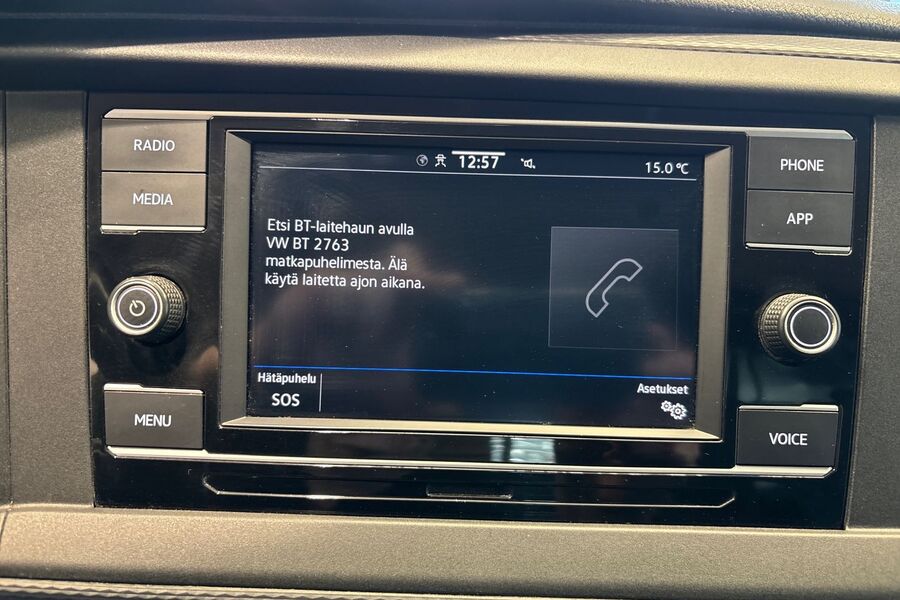 RADIO
MEDIA
MENU
12:57
15.0 °C
Etsi BT-laitehaun avulla
VW BT 2763
matkapuhelimesta. Älä
käytä laitetta ajon aikana.
Hätäpuhelu
SOS
Asetukset
PHONE
APP
VOICE